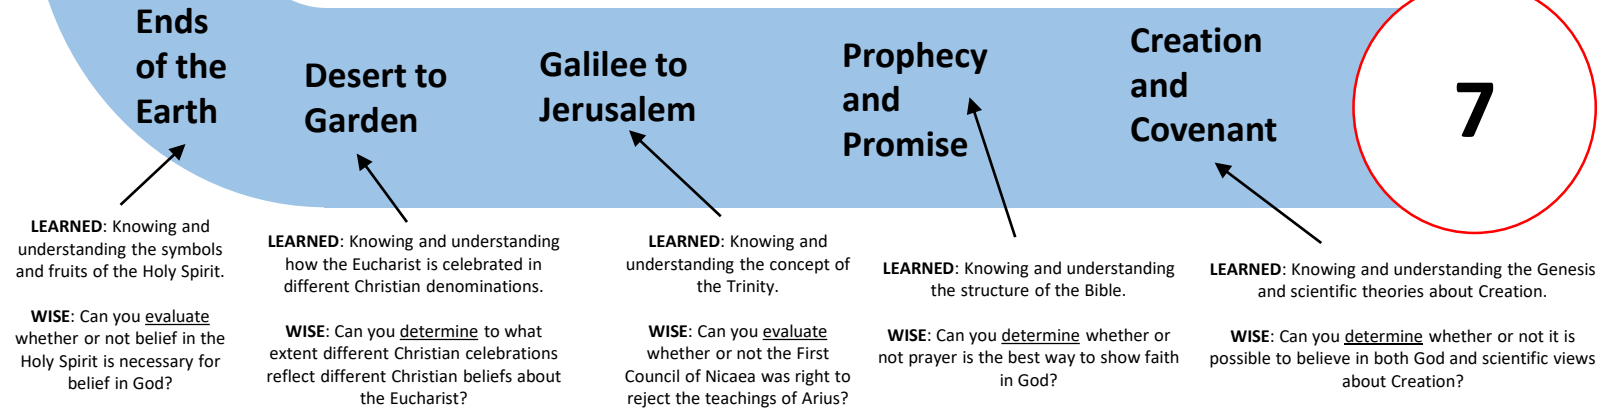 Ends
of the
Earth
Desert to
Garden
Galilee to
Jerusalem
Prophecy
and
Promise
Creation
and
Covenant
7
LEARNED: Knowing and
understanding the symbols
and fruits of the Holy Spirit.
WISE: Can you evaluate
whether or not belief in the
Holy Spirit is necessary for
belief in God?
LEARNED: Knowing and understanding
how the Eucharist is celebrated in
different Christian denominations.
WISE: Can you determine to what
extent different Christian celebrations
reflect different Christian beliefs about
the Eucharist?
LEARNED: Knowing and
understanding the concept of
the Trinity.
WISE: Can you evaluate
whether or not the First
Council of Nicaea was right to
reject the teachings of Arius?
LEARNED: Knowing and understanding
the structure of the Bible.
WISE: Can you determine whether or
not prayer is the best way to show faith
in God?
LEARNED: Knowing and understanding the Genesis
and scientific theories about Creation.
WISE: Can you determine whether or not it is
possible to believe in both God and scientific views
about Creation?